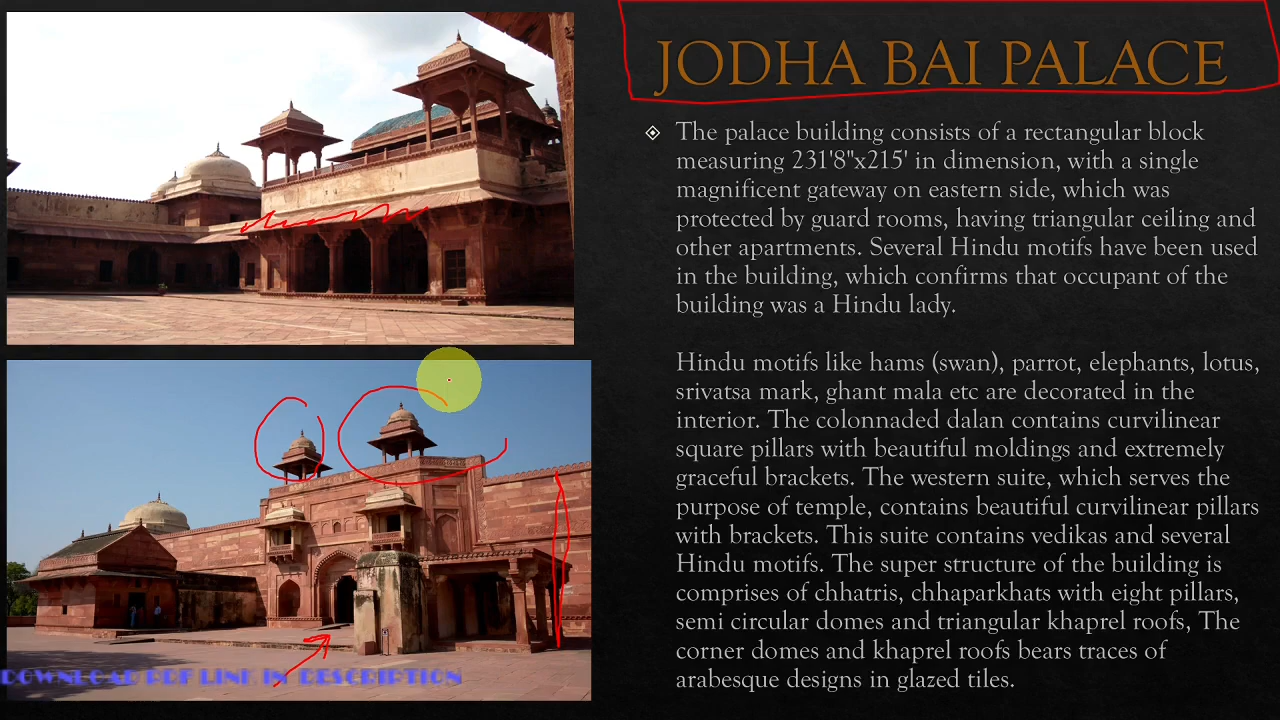 JODHA BAI PALACE
The palace building consists of a rectangular block
measuring 231'8"x215' in dimension, with a single
magnificent gateway on eastern side, which was
protected by guard rooms, having triangular ceiling and
other apartments. Several Hindu motifs have been used
in the building, which confirms that occupant of the
building was a Hindu lady.
Hindu motifs like hams (swan), parrot, elephants, lotus,
srivatsa mark, ghant mala etc are decorated in the
interior. The colonnaded dalan contains curvilinear
square pillars with beautiful moldings and extremely
graceful brackets. The western suite, which serves the
purpose of temple, contains beautiful curvilinear pillars
with brackets. This suite contains vedikas and several
Hindu motifs. The super structure of the building is
comprises of chhatris, chhaparkhats with eight pillars,
semi circular domes and triangular khaprel roofs, The
corner domes and khaprel roofs bears traces of
arabesque designs in glazed tiles.
DOWNLOAD PDF LINK IN DESCRIPTION